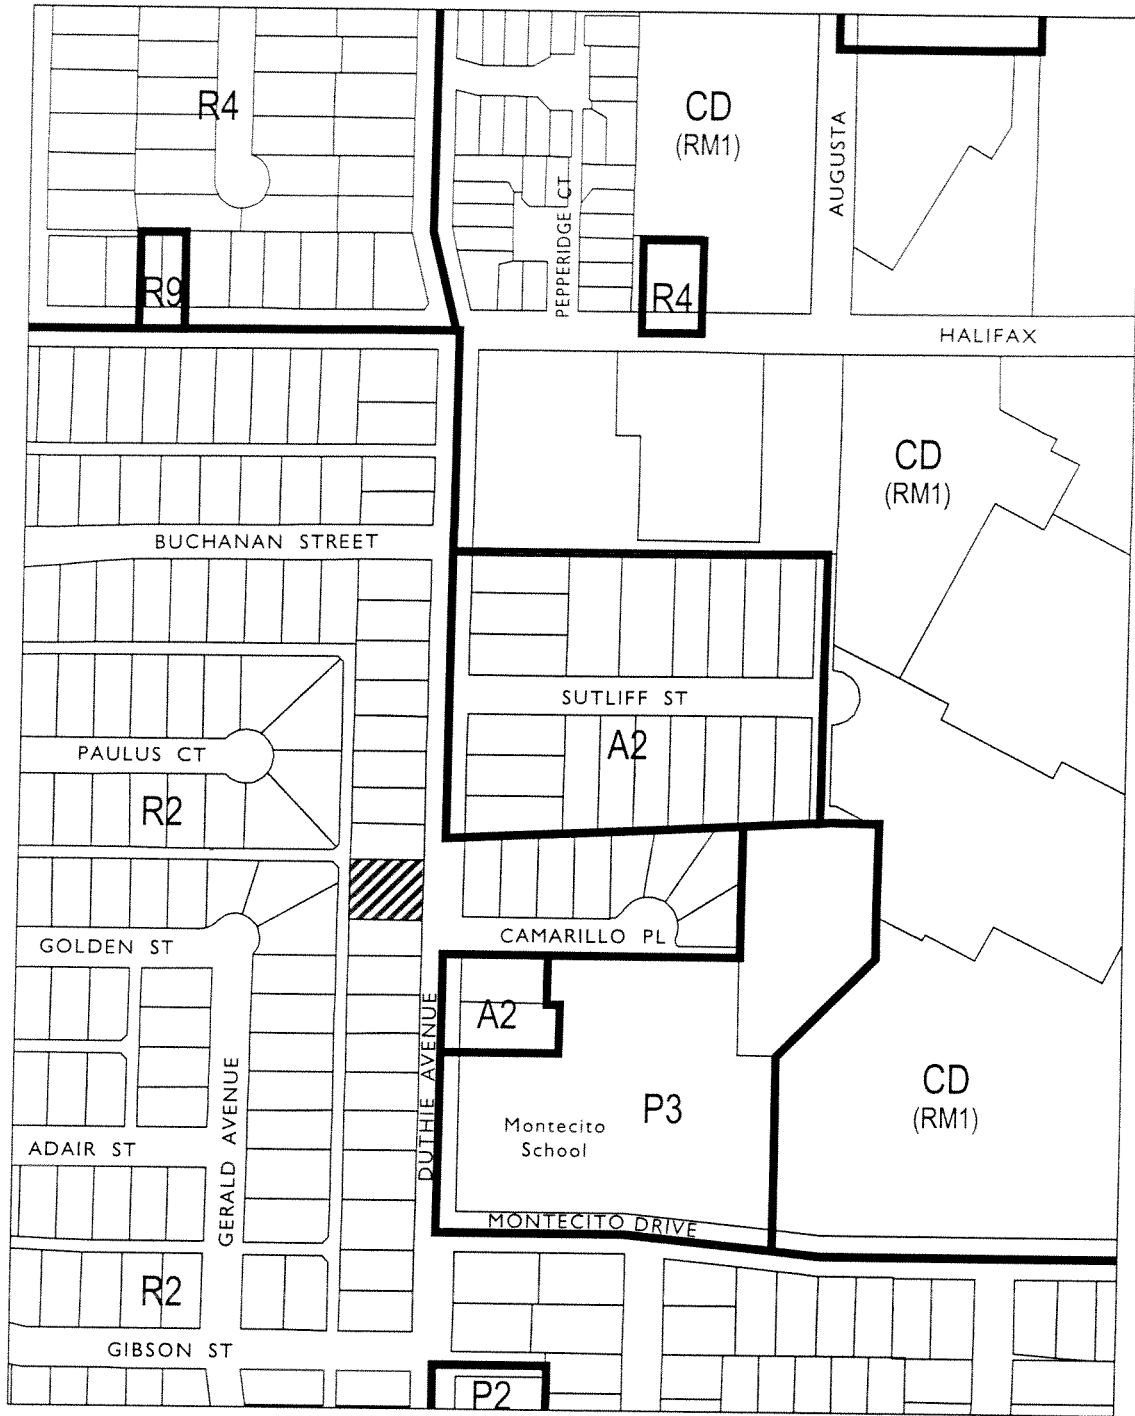 R4
CD
(RM1)
AUGUSTA
PEPPERIDGE CT
R9
R4
HALIFAX
CD
(RM1)
BUCHANAN STREET
SUTLIFF ST
A2
PAULUS CT
R2
GOLDEN ST
CAMARILLO PL
A2
DUTHIE AVENUE
GERALD AVENUE
CD
(RM1)
P3
Montecito
School
ADAIR ST
MONTECITO DRIVE
R2
GIBSON ST
P2